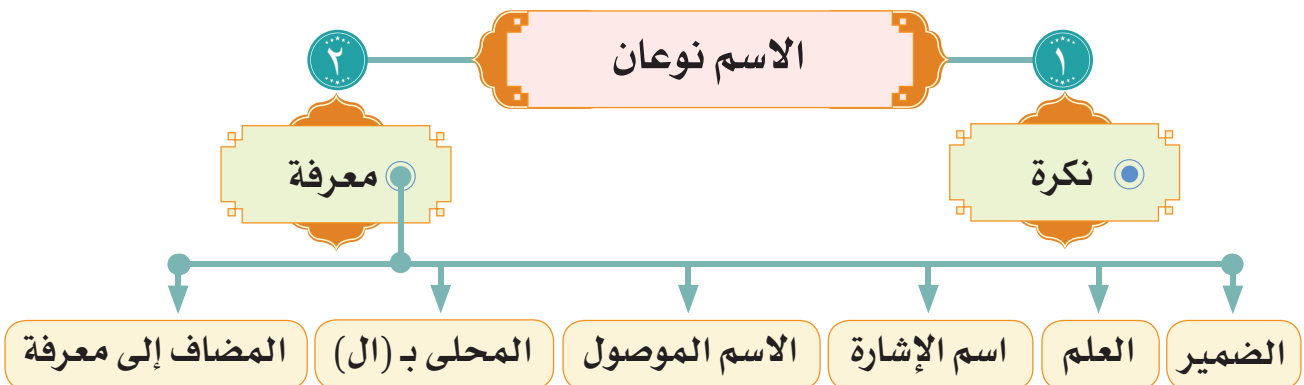 الاسم نوعان
١
٢
نكرة
معرفة
الضمير
العلم
اسم الإشارة
الاسم الموصول
المحلى بـ (ال)
المضاف إلى معرفة